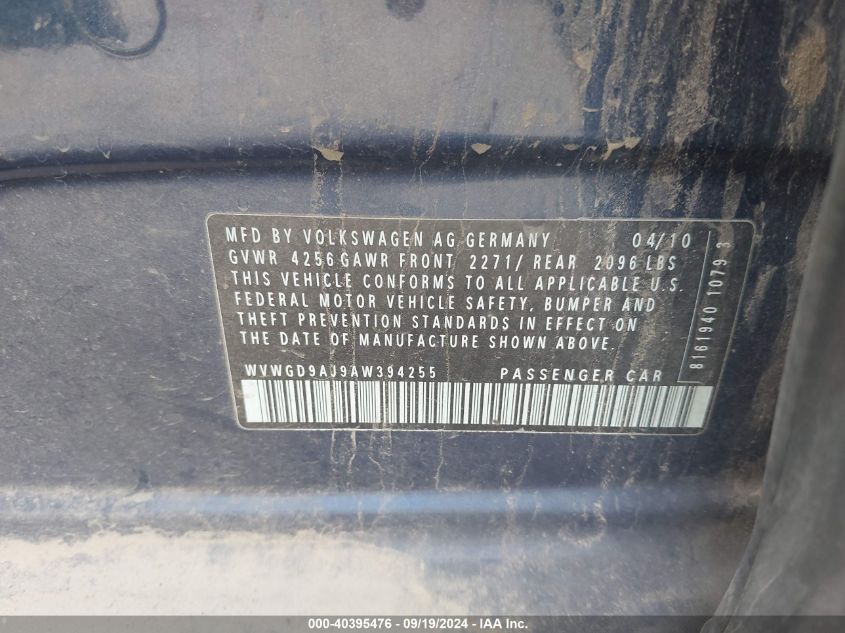 MFD BY VOLKSWAGEN AG, GERMANY 04/10
GVWR 4256 GAWR FRONT 2271/ REAR 2096 LBS
THIS VEHICLE CONFORMS TO ALL APPLICABLE U.S.
FEDERAL MOTOR VEHICLE SAFETY, BUMPER AND
THEFT PREVENTION STANDARDS IN EFFECT ON
THE DATE OF MANUFACTURE SHOWN ABOVE.
WVWGD9AJ9AW394255 PASSENGER CAR
8161940 1079 3
000-40395476 - 09/19/2024 - IAA Inc.